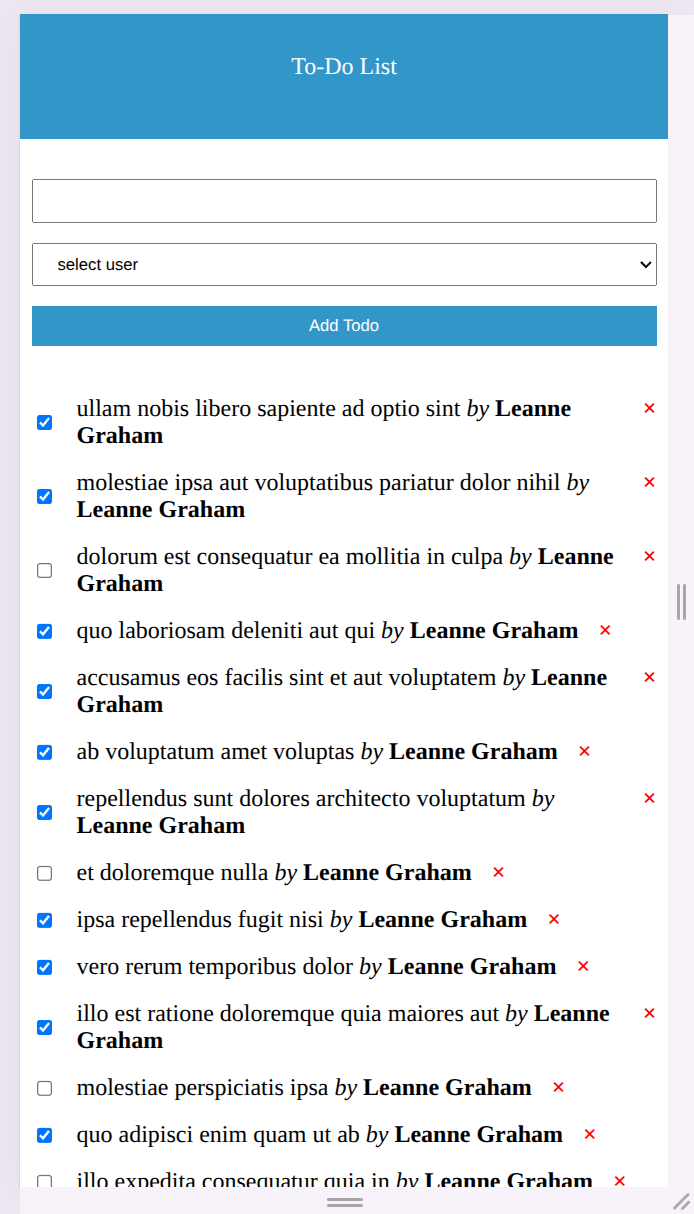 To-Do List
select user
Add Todo
ullam nobis libero sapiente ad optio sint by Leanne ✕
Graham
molestiae ipsa aut voluptatibus pariatur dolor nihil by ✕
Leanne Graham
dolorum est consequatur ea mollitia in culpa by Leanne ✕
Graham
quo laboriosam deleniti aut qui by Leanne Graham ✕
accusamus eos facilis sint et aut voluptatem by Leanne ✕
Graham
ab voluptatum amet voluptas by Leanne Graham ✕
repellendus sunt dolores architecto voluptatum by ✕
Leanne Graham
et doloremque nulla by Leanne Graham ✕
ipsa repellendus fugit nisi by Leanne Graham ✕
vero rerum temporibus dolor by Leanne Graham ✕
illo est ratione doloremque quia maiores aut by Leanne ✕
Graham
molestiae perspiciatis ipsa by Leanne Graham ✕
quo adipisci enim quam ut ab by Leanne Graham ✕
illo expedita consequatur quia in by Leanne Graham ✕